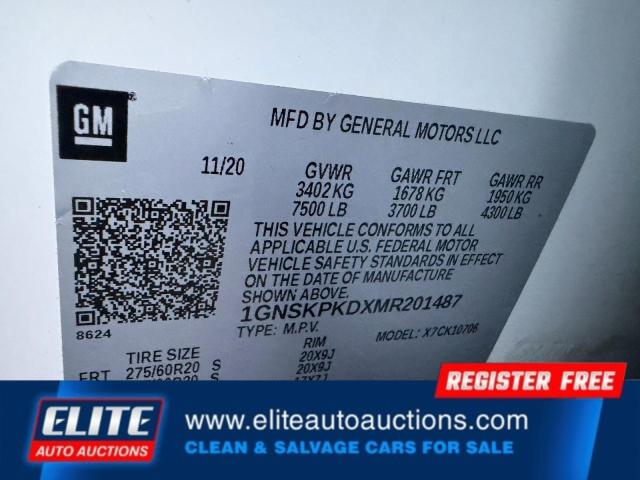 GM
MFD BY GENERAL MOTORS LLC
11/20 GVWR GAWR FRT GAWR RR
3402 KG 1678 KG 1950 KG
7500 LB 3700 LB 4300 LB
THIS VEHICLE CONFORMS TO ALL
APPLICABLE U.S. FEDERAL MOTOR
VEHICLE SAFETY STANDARDS IN EFFECT
ON THE DATE OF MANUFACTURE
SHOWN ABOVE.
1GNSKPKDXMR201487
8624
TYPE: M.P.V. MODEL: X7CK10706
TIRE SIZE RIM
FRT 275/60R20 S 20X9J
20X9J
REGISTER FREE
ELITE
AUTO AUCTIONS
www.eliteautoauctions.com
CLEAN & SALVAGE CARS FOR SALE